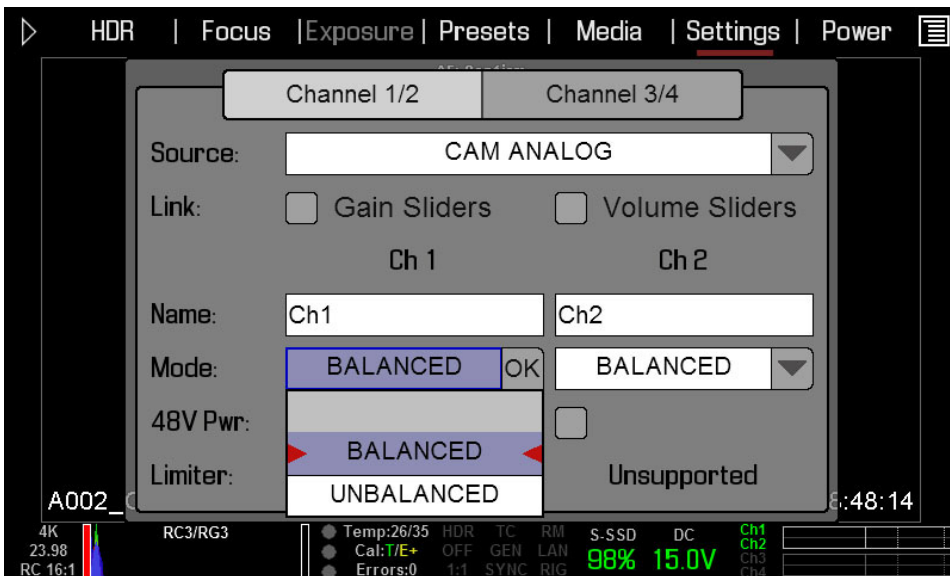 HDR | Focus | Exposure | Presets | Media | Settings | Power
Channel 1/2 Channel 3/4
Source: CAM ANALOG
Link: Gain Sliders Volume Sliders
Ch 1 Ch 2
Name: Ch1 Ch2
Mode: BALANCED OK BALANCED
48V Pwr:
BALANCED
Limiter: Unsupported
UNBALANCED
A002_ :48:14
4K RC3/RG3 Temp:26/35 HDR TC RM S-SSD DC Ch1
23.98 Cal:T/E+ OFF GEN LAN 98% 15.0V Ch2
RC 16:1 Errors:0 1:1 SYNC RIG Ch3
Ch4